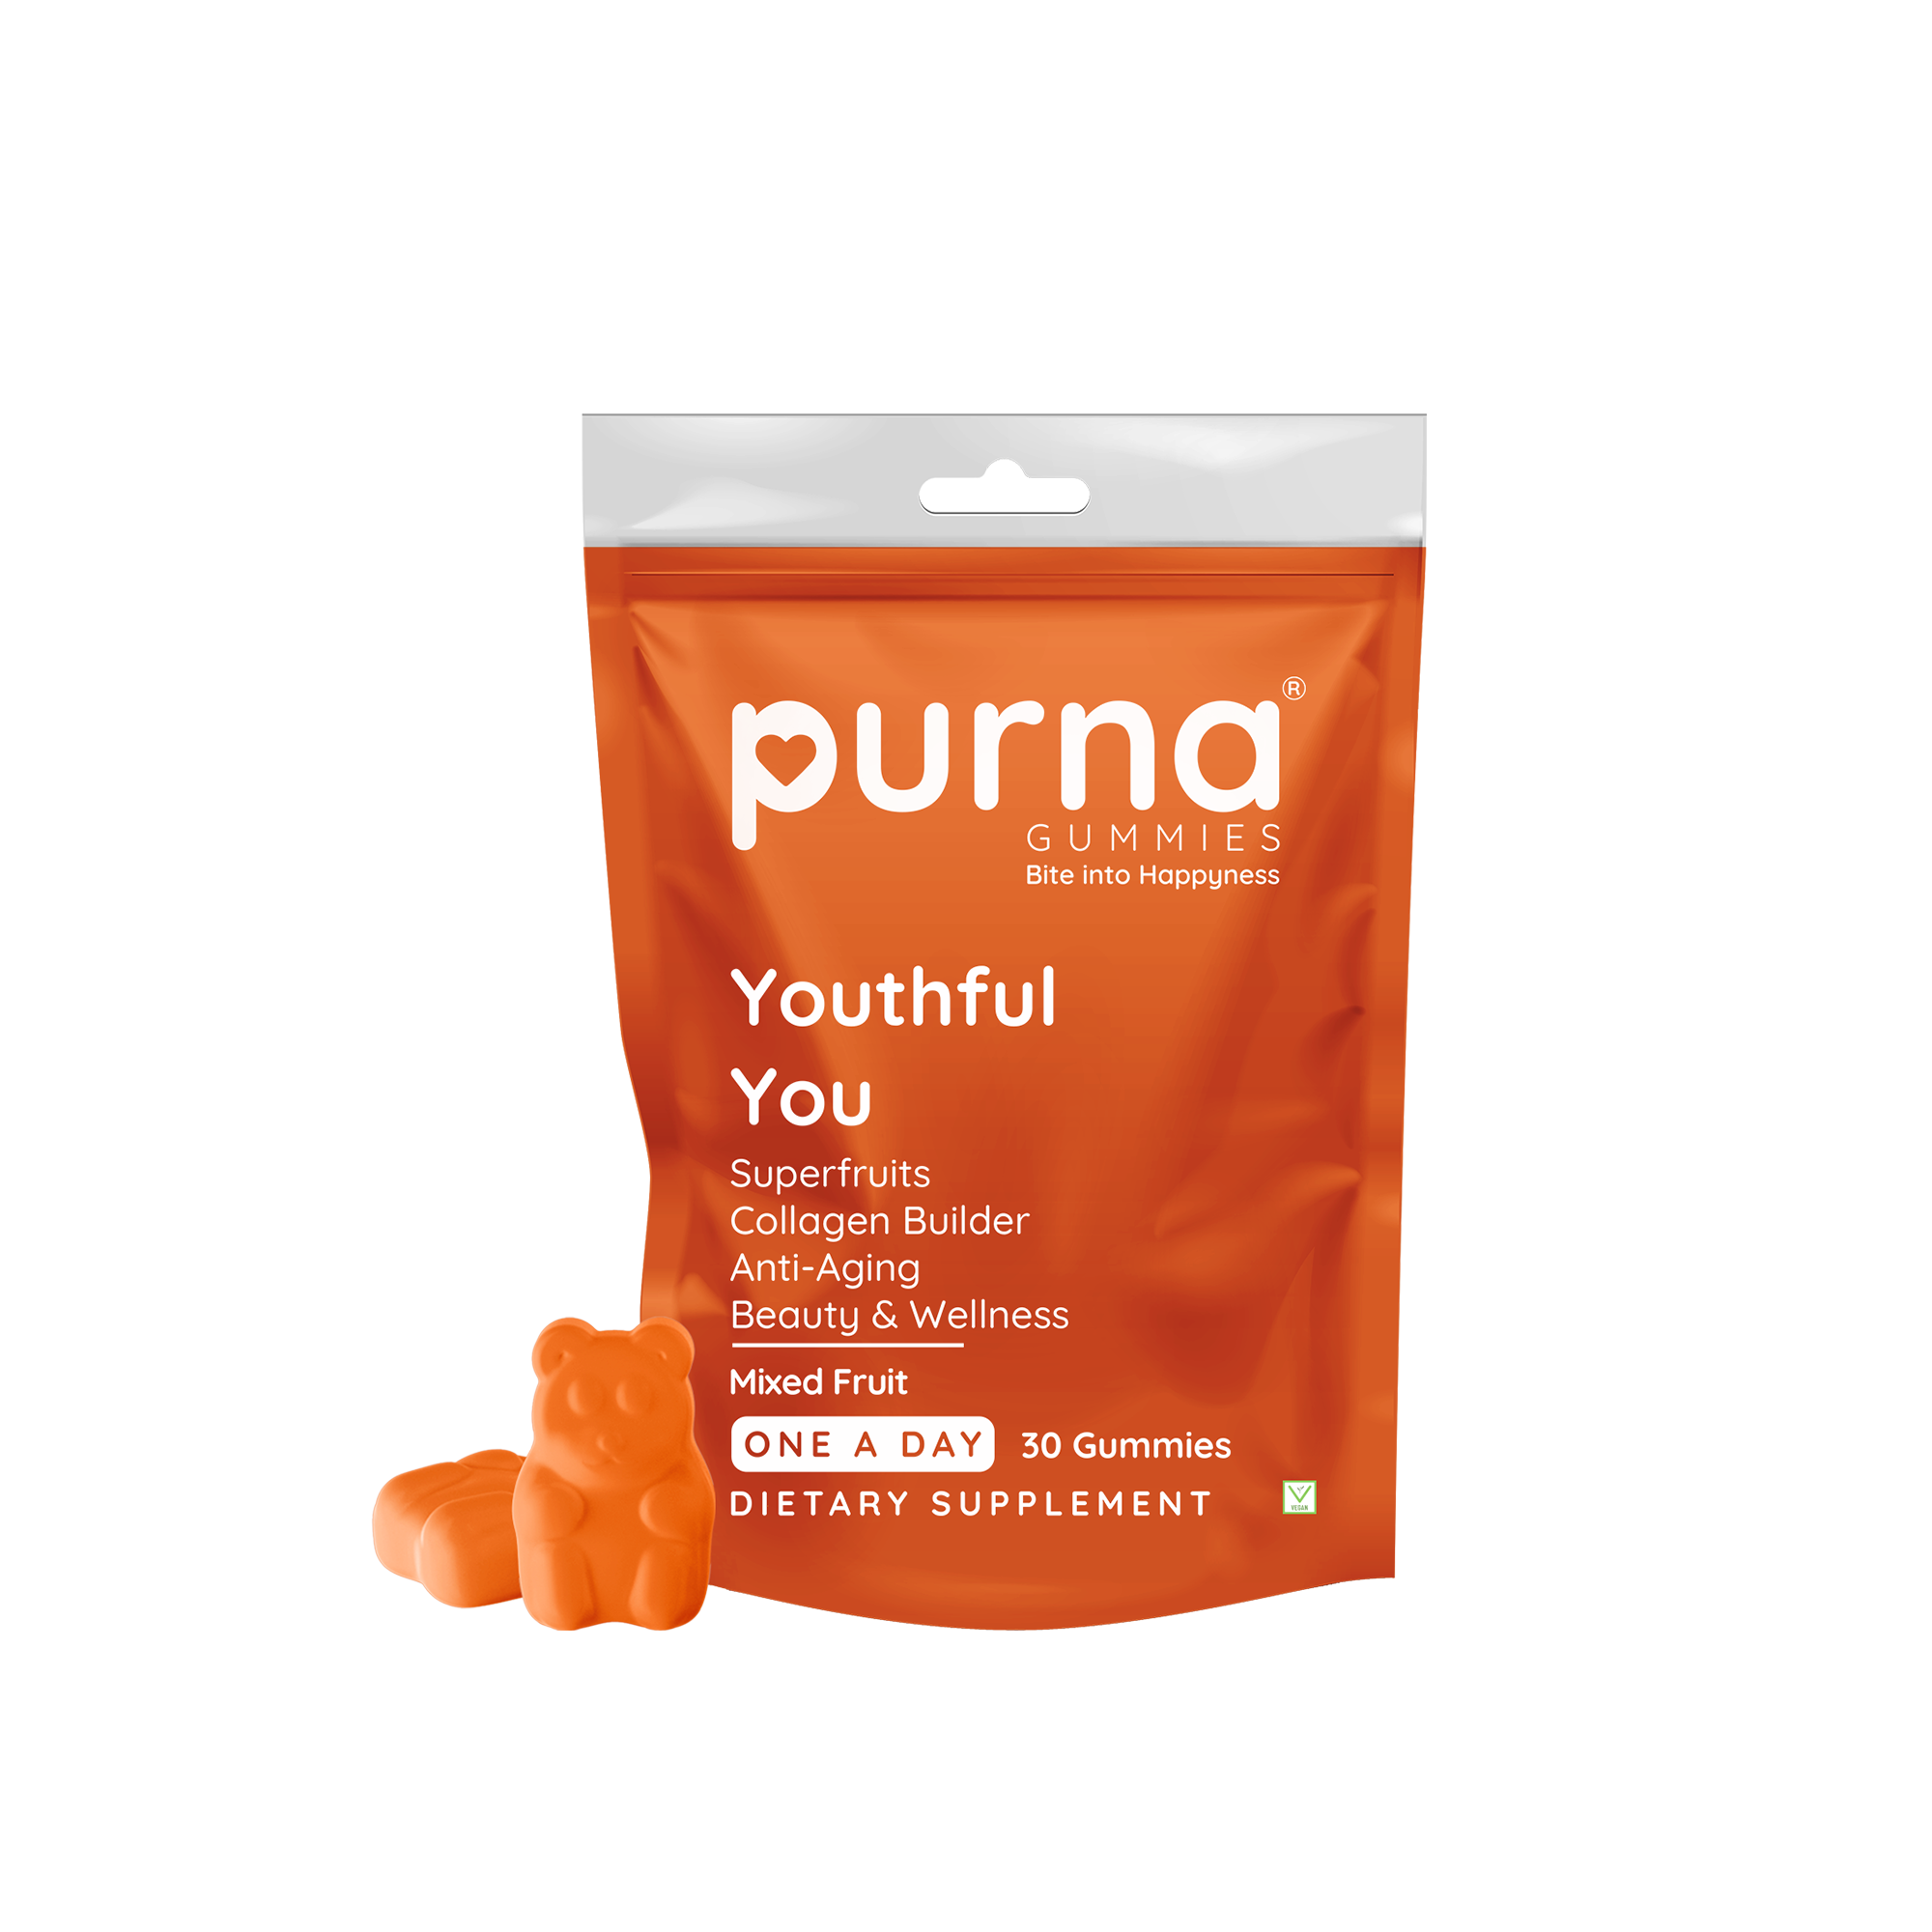 purna®
GUMMIES
Bite into Happyness
Youthful
You
Superfruits
Collagen Builder
Anti-Aging
Beauty & Wellness
Mixed Fruit
ONE A DAY 30 Gummies
DIETARY SUPPLEMENT
VEGAN